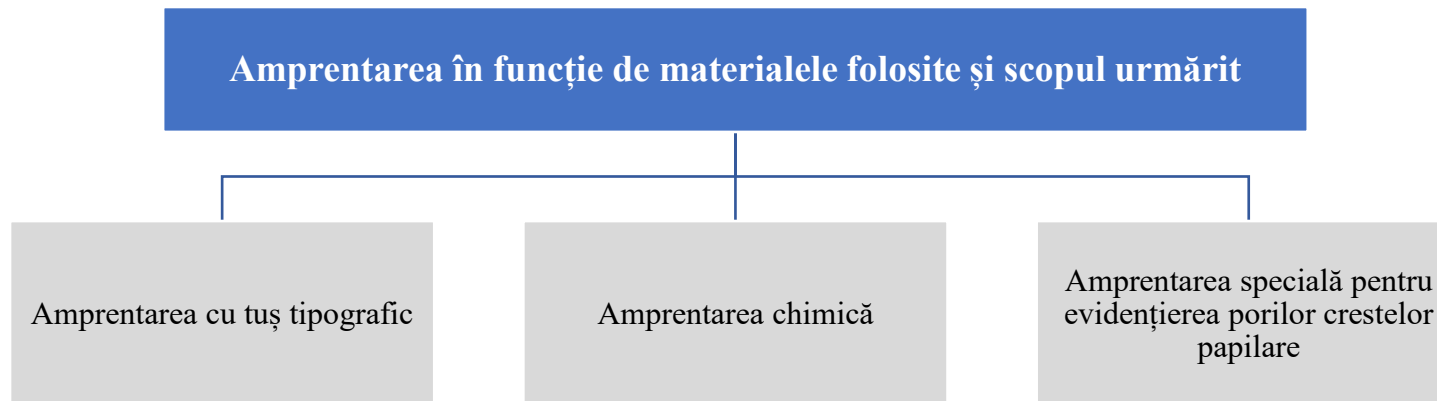 Amprentarea în funcție de materialele folosite și scopul urmărit
Amprentarea cu tuș tipografic
Amprentarea chimică
Amprentarea specială pentru
evidențierea porilor crestelor
papilare